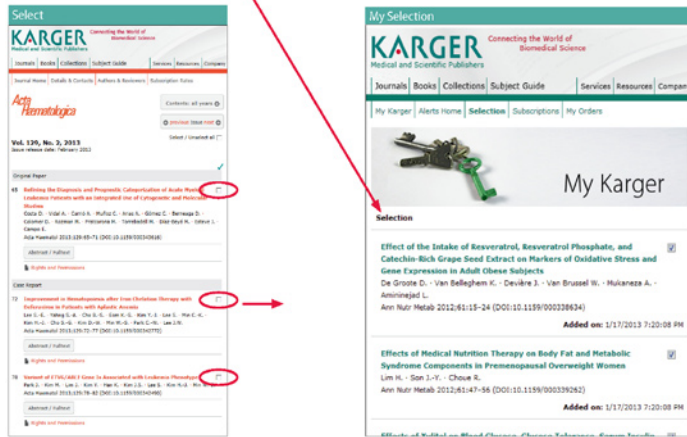 Select
KARGER
Medical and Scientific Publishers
Connecting the World of
Biomedical Science
Journals Books Collections Subject Guide Services Resources Company
Journal Home Details & Contacts Authors & Reviewers Subscription Rates
Acta
Haematologica
Contents: all years
previous issue next
Vol. 129, No. 2, 2013
Issue release date: February 2013
Select / Unselect all
Original Paper
65 Refining the Diagnosis and Prognostic Categorization of Acute
Leukemia Patients with an Integrated Use of Cytogenetic and Molecular
Studies
Acta Haematol 2013;129:65–71
Abstract / Fulltext
Rights and Permissions
Case Report
72 Improvement in Hematopoiesis after Iron Chelation Therapy with
Deferasirox in Patients with Aplastic Anemia
Acta Haematol 2013;129:72–77
Abstract / Fulltext
Rights and Permissions
78 Variant of ETV6/ABL1 Gene Is Associated with Leukemia Phenotype
Acta Haematol 2013;129:78–82
Abstract / Fulltext
Rights and Permissions
My Selection
KARGER
Medical and Scientific Publishers
Connecting the World of
Biomedical Science
Journals Books Collections Subject Guide Services Resources Compan
My Karger Alerts Home Selection Subscriptions My Orders
My Karger
Selection
Effect of the Intake of Resveratrol, Resveratrol Phosphate, and
Catechin-Rich Grape Seed Extract on Markers of Oxidative Stress and
Gene Expression in Adult Obese Subjects
De Groote D. · Van Belleghem K. · Devière J. · Van Brussel W. · Mukaneza A. ·
Amininejad L.
Ann Nutr Metab 2012;61:15–24 (DOI:10.1159/000338634)
Added on: 1/17/2013 7:20:08 PM
Effects of Medical Nutrition Therapy on Body Fat and Metabolic
Syndrome Components in Premenopausal Overweight Women
Lim H. · Son J.-Y. · Choue R.
Ann Nutr Metab 2012;61:47–56 (DOI:10.1159/000339262)
Added on: 1/17/2013 7:20:08 PM